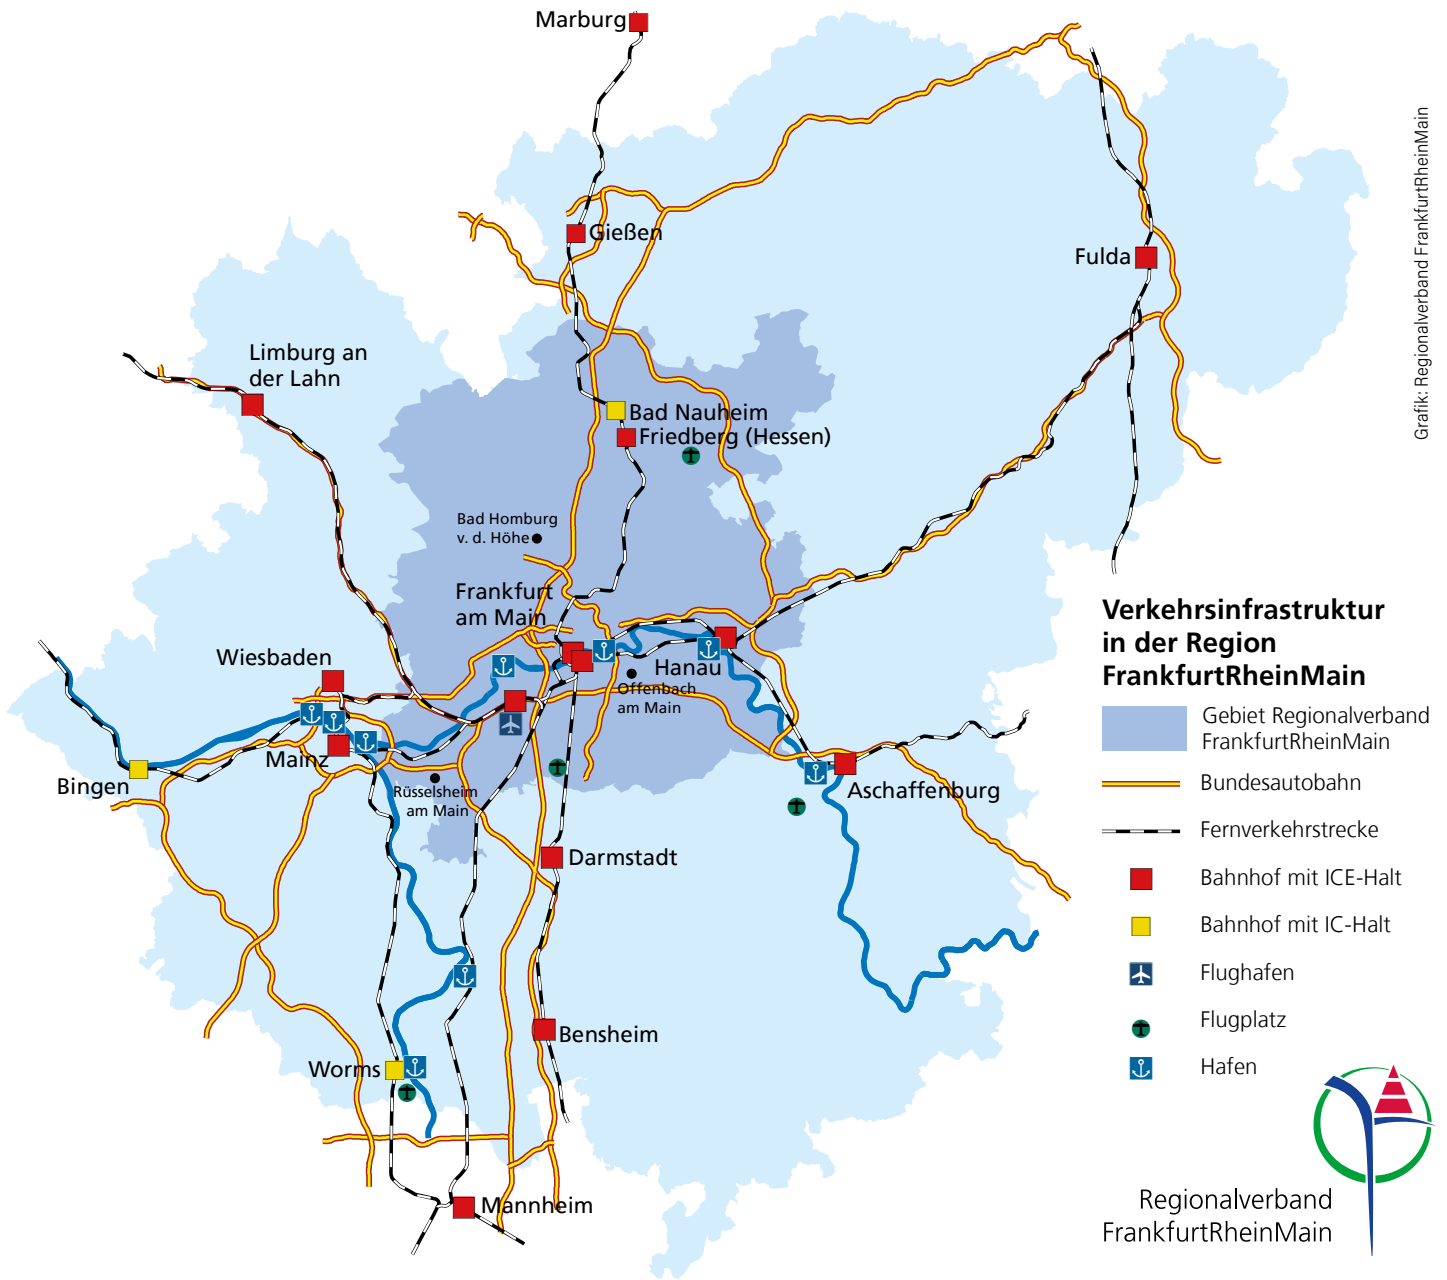 Marburg
Gießen
Fulda
Limburg an
der Lahn
Bad Nauheim
Friedberg (Hessen)
Bad Homburg
v. d. Höhe
Frankfurt
am Main
Wiesbaden
Hanau
Offenbach
am Main
Mainz
Bingen
Rüsselsheim
am Main
Aschaffenburg
Darmstadt
Bensheim
Worms
Mannheim
Grafik: Regionalverband FrankfurtRheinMain
Verkehrsinfrastruktur
in der Region
FrankfurtRheinMain
Gebiet Regionalverband
FrankfurtRheinMain
Bundesautobahn
Fernverkehrstrecke
Bahnhof mit ICE-Halt
Bahnhof mit IC-Halt
Flughafen
Flugplatz
Hafen
Regionalverband
FrankfurtRheinMain